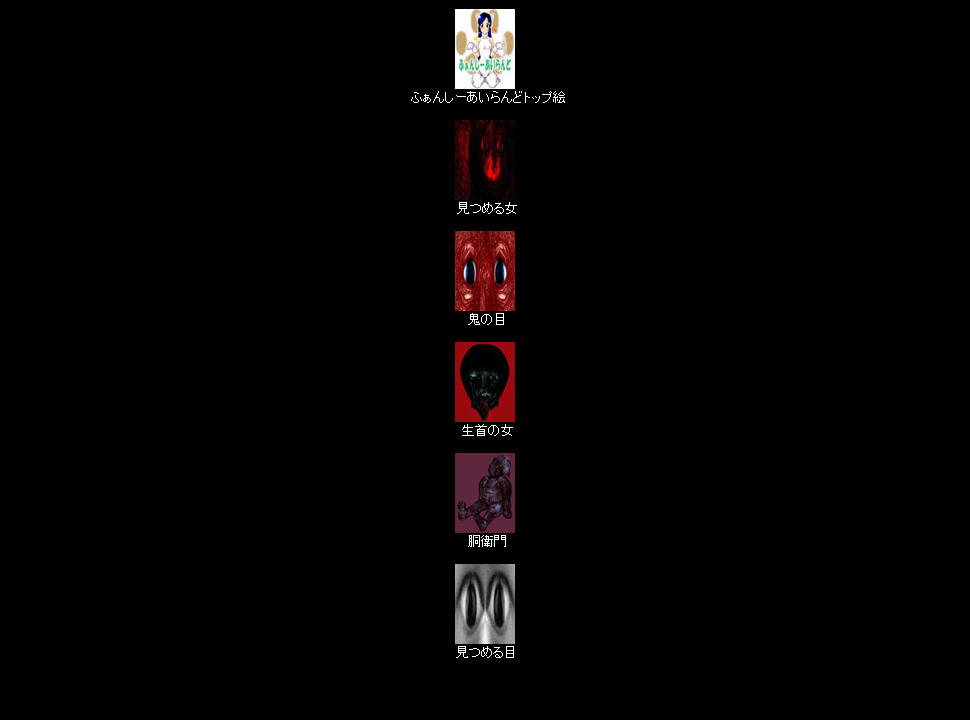 ふぁんしーあいらんど
ふぁんしーあいらんどトップ絵
見つめる女
鬼の目
生首の女
胴衛門
見つめる目